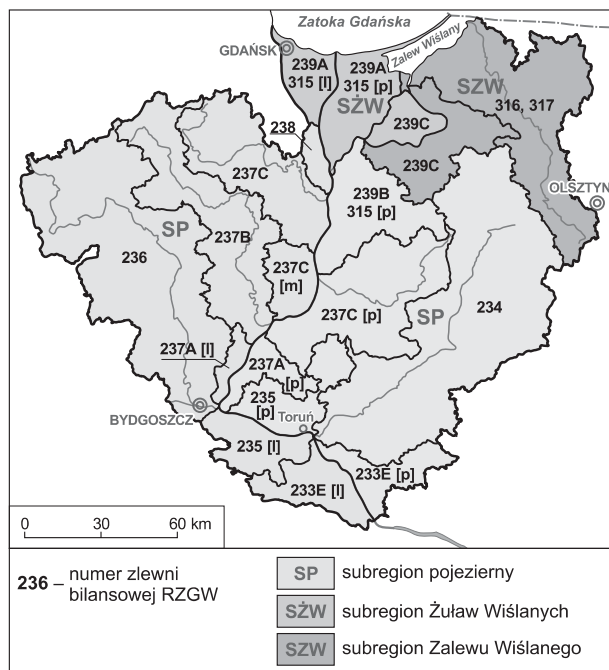 Zatoka Gdańska
GDAŃSK
Zalew Wiślany
239A
315 [l]
239A
315 [p]
SŻW
SZW
316, 317
238
239C
239C
237C
OLSZTYN
239B
315 [p]
SP
237B
236
237C
[m]
237C [p]
SP
234
237A [l]
237A
[p]
235
[p]
Toruń
BYDGOSZCZ
235 [l]
233E [p]
233E [l]
0 30 60 km
236 – numer zlewni
bilansowej RZGW
SP subregion pojezierny
SŻW subregion Żuław Wiślanych
SZW subregion Zalewu Wiślanego